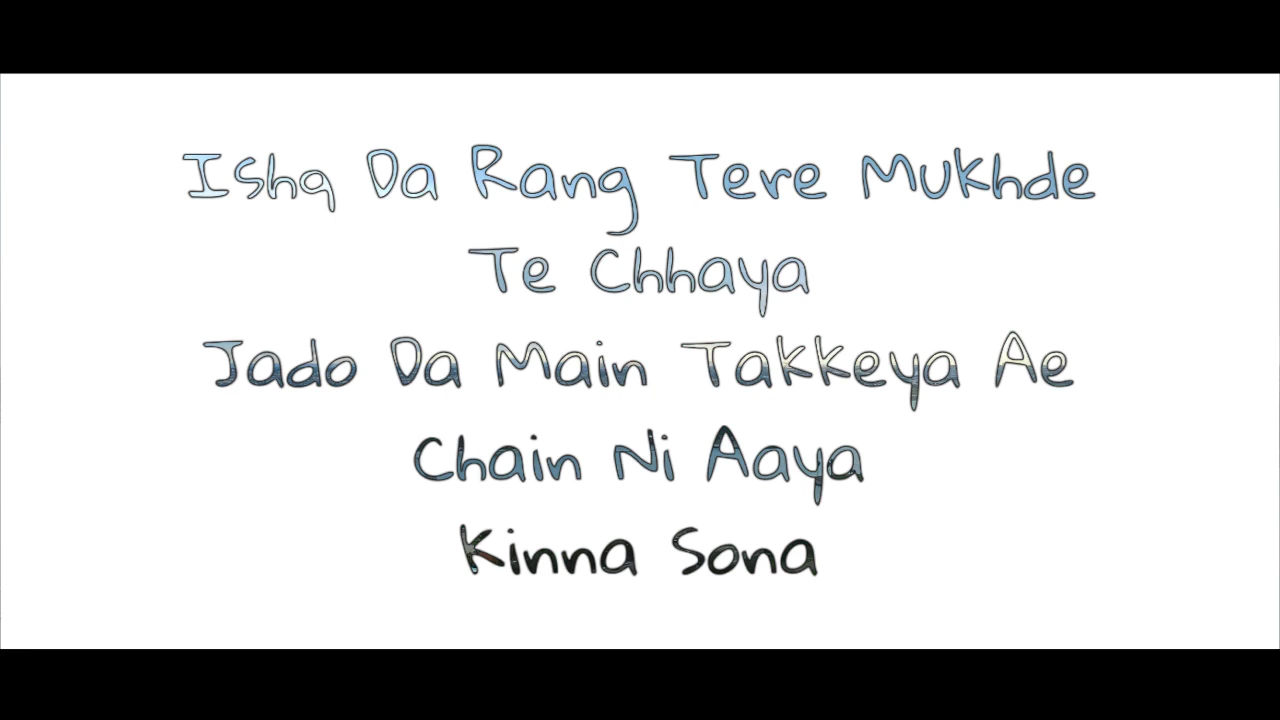 Ishq Da Rang Tere Mukhde
Te Chhaya
Jado Da Main Takkeya Ae
Chain Ni Aaya
Kinna Sona